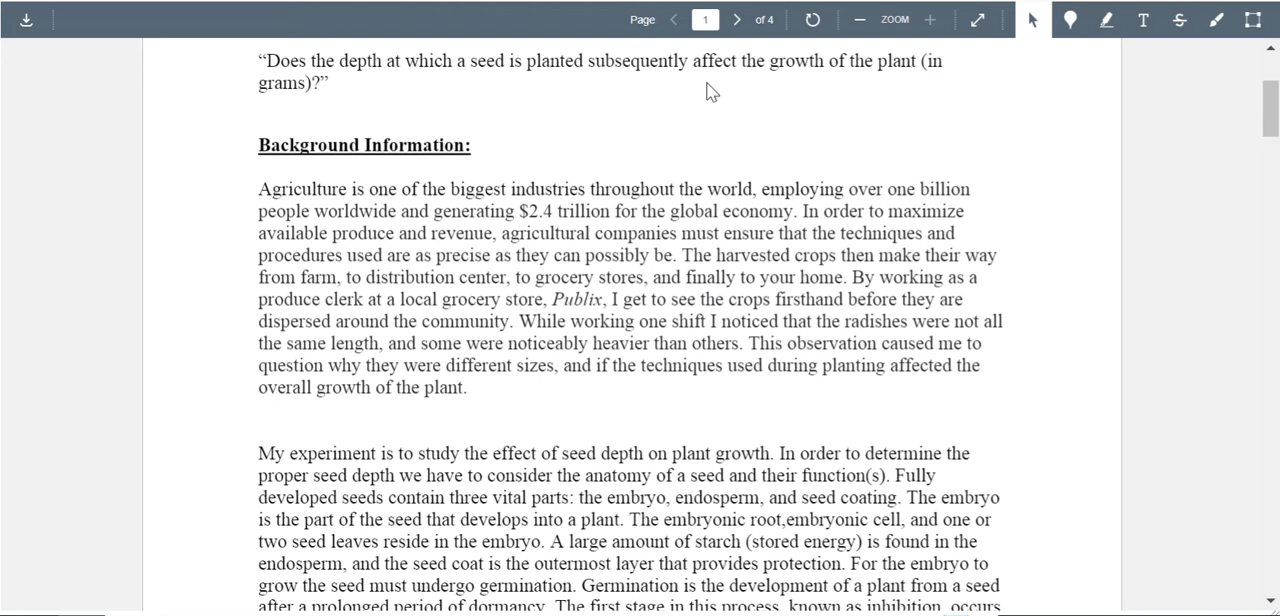 Page 1 of 4 ZOOM T S
“Does the depth at which a seed is planted subsequently affect the growth of the plant (in
grams)?”
Background Information:
Agriculture is one of the biggest industries throughout the world, employing over one billion
people worldwide and generating $2.4 trillion for the global economy. In order to maximize
available produce and revenue, agricultural companies must ensure that the techniques and
procedures used are as precise as they can possibly be. The harvested crops then make their way
from farm, to distribution center, to grocery stores, and finally to your home. By working as a
produce clerk at a local grocery store, Publix, I get to see the crops firsthand before they are
dispersed around the community. While working one shift I noticed that the radishes were not all
the same length, and some were noticeably heavier than others. This observation caused me to
question why they were different sizes, and if the techniques used during planting affected the
overall growth of the plant.
My experiment is to study the effect of seed depth on plant growth. In order to determine the
proper seed depth we have to consider the anatomy of a seed and their function(s). Fully
developed seeds contain three vital parts: the embryo, endosperm, and seed coating. The embryo
is the part of the seed that develops into a plant. The embryonic root,embryonic cell, and one or
two seed leaves reside in the embryo. A large amount of starch (stored energy) is found in the
endosperm, and the seed coat is the outermost layer that provides protection. For the embryo to
grow the seed must undergo germination. Germination is the development of a plant from a seed
after a prolonged period of dormancy. The first stage in this process, known as inhibition, occurs